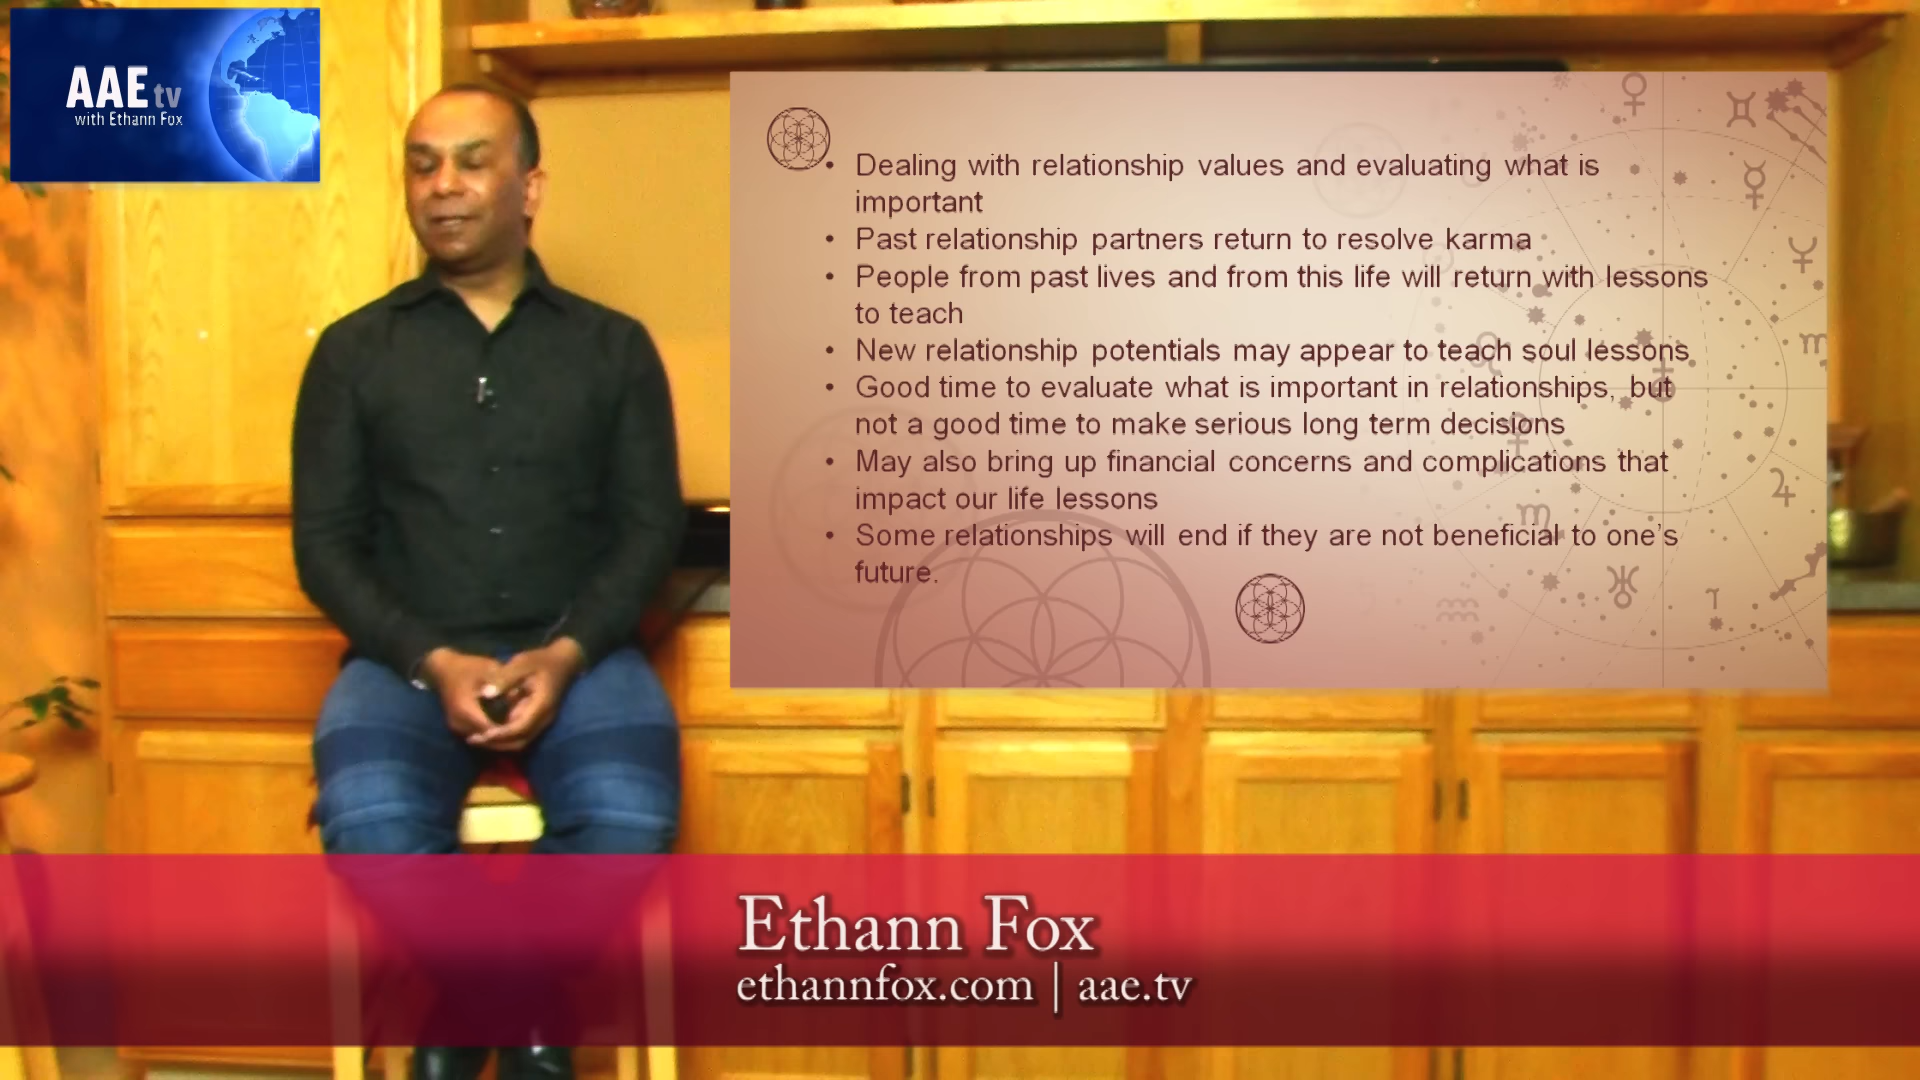 AAE tv
with Ethann Fox
• Dealing with relationship values and evaluating what is
important
• Past relationship partners return to resolve karma
• People from past lives and from this life will return with lessons
to teach
• New relationship potentials may appear to teach soul lessons
• Good time to evaluate what is important in relationships, but
not a good time to make serious long term decisions
• May also bring up financial concerns and complications that
impact our life lessons
• Some relationships will end if they are not beneficial to one’s
future.
Ethann Fox
ethannfox.com | aae.tv